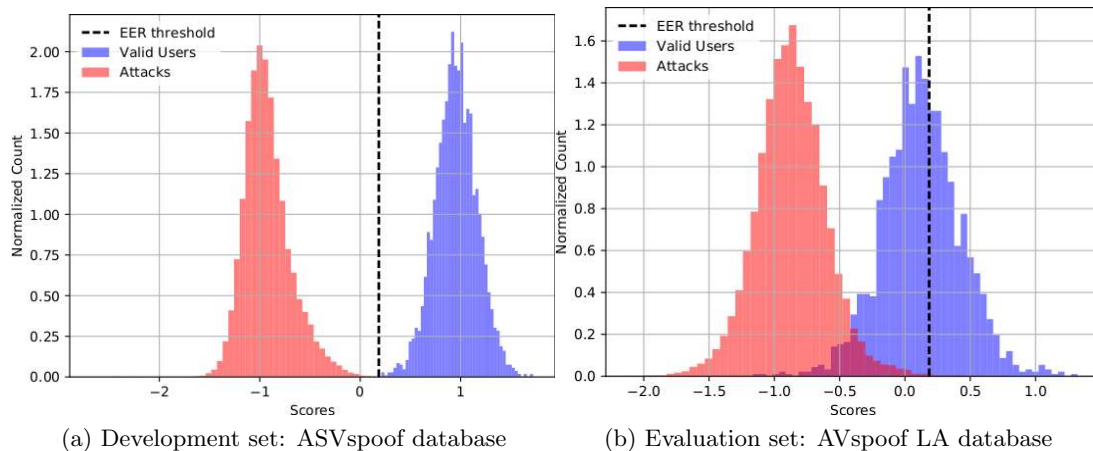 EER threshold
Valid Users
Attacks
2.00
1.75
1.50
1.25
1.00
0.75
0.50
0.25
0.00
Normalized Count
−2
−1
0
1
Scores
(a) Development set: ASVspoof database
EER threshold
Valid Users
Attacks
1.6
1.4
1.2
1.0
0.8
0.6
0.4
0.2
0.0
Normalized Count
−2.0
−1.5
−1.0
−0.5
0.0
0.5
1.0
Scores
(b) Evaluation set: AVspoof LA database